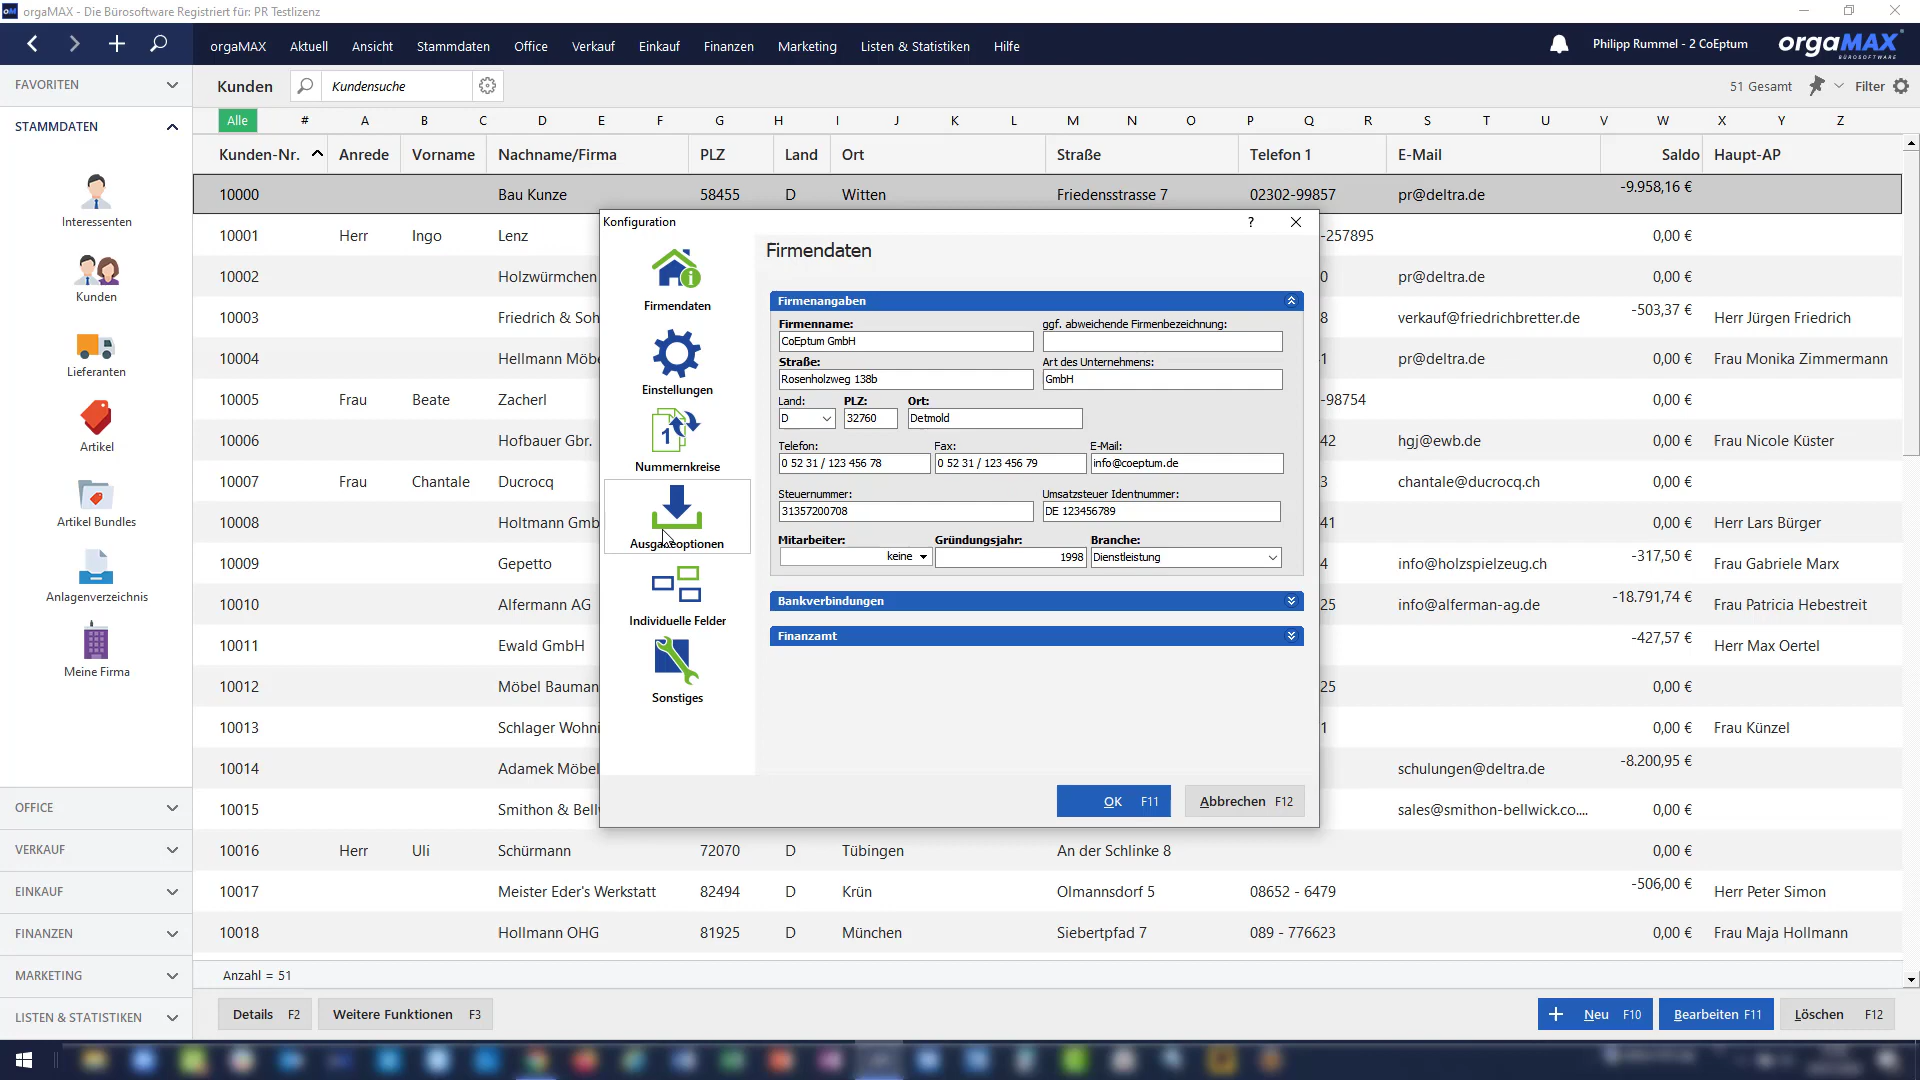 orgaMAX - Die Bürosoftware Registriert für: PR Testlizenz
orgaMAX Aktuell Ansicht Stammdaten Office Verkauf Einkauf Finanzen Marketing Listen & Statistiken Hilfe
Philipp Rummel - 2 CoEptum
orgaMAX
BÜROSOFTWARE
FAVORITEN
STAMMDATEN
Interessenten
Kunden
Lieferanten
Artikel
Artikel Bundles
Anlagenverzeichnis
Meine Firma
OFFICE
VERKAUF
EINKAUF
FINANZEN
MARKETING
LISTEN & STATISTIKEN
Kunden Kundensuche 51 Gesamt Filter
Alle # A B C D E F G H I J K L M N O P Q R S T U V W X Y Z
Kunden-Nr. Anrede Vorname Nachname/Firma PLZ Land Ort Straße Telefon 1 E-Mail Saldo Haupt-AP
10000 Bau Kunze 58455 D Witten Friedensstrasse 7 02302-99857 pr@deltra.de -9.958,16 €
10001 Herr Ingo Lenz -257895 0,00 €
10002 Holzwürmchen 0 pr@deltra.de 0,00 €
10003 Friedrich & Soh 8 verkauf@friedrichbretter.de -503,37 € Herr Jürgen Friedrich
10004 Hellmann Möbe 1 pr@deltra.de 0,00 € Frau Monika Zimmermann
10005 Frau Beate Zacherl -98754 0,00 €
10006 Hofbauer Gbr. 42 hgj@ewb.de 0,00 € Frau Nicole Küster
10007 Frau Chantale Ducrocq 3 chantale@ducrocq.ch 0,00 €
10008 Holtmann Gmb 41 0,00 € Herr Lars Bürger
10009 Gepetto 4 info@holzspielzeug.ch -317,50 € Frau Gabriele Marx
10010 Alfermann AG 25 info@alferman-ag.de -18.791,74 € Frau Patricia Hebestreit
10011 Ewald GmbH -427,57 € Herr Max Oertel
10012 Möbel Bauman 25 0,00 €
10013 Schlager Wohni 1 0,00 € Frau Künzel
10014 Adamek Möbel schulungen@deltra.de -8.200,95 €
10015 Smithon & Bellw sales@smithon-bellwick.co.... 0,00 €
10016 Herr Uli Schürmann 72070 D Tübingen An der Schlinke 8 0,00 €
10017 Meister Eder's Werkstatt 82494 D Krün Olmannsdorf 5 08652 - 6479 -506,00 € Herr Peter Simon
10018 Hollmann OHG 81925 D München Siebertpfad 7 089 - 776623 0,00 € Frau Maja Hollmann
Anzahl = 51
Details F2 Weitere Funktionen F3 Neu F10 Bearbeiten F11 Löschen F12
Konfiguration ?
Firmendaten
Einstellungen
Nummernkreise
Ausgabeoptionen
Individuelle Felder
Sonstiges
Firmendaten
Firmenangaben
Firmenname: ggf. abweichende Firmenbezeichnung:
CoEptum GmbH
Straße: Art des Unternehmens:
Rosenholzweg 138b GmbH
Land: PLZ: Ort:
D 32760 Detmold
Telefon: Fax: E-Mail:
0 52 31 / 123 456 78 0 52 31 / 123 456 79 info@coeptum.de
Steuernummer: Umsatzsteuer Identnummer:
31357200708 DE 123456789
Mitarbeiter: Gründungsjahr: Branche:
keine 1998 Dienstleistung
Bankverbindungen
Finanzamt
OK F11 Abbrechen F12